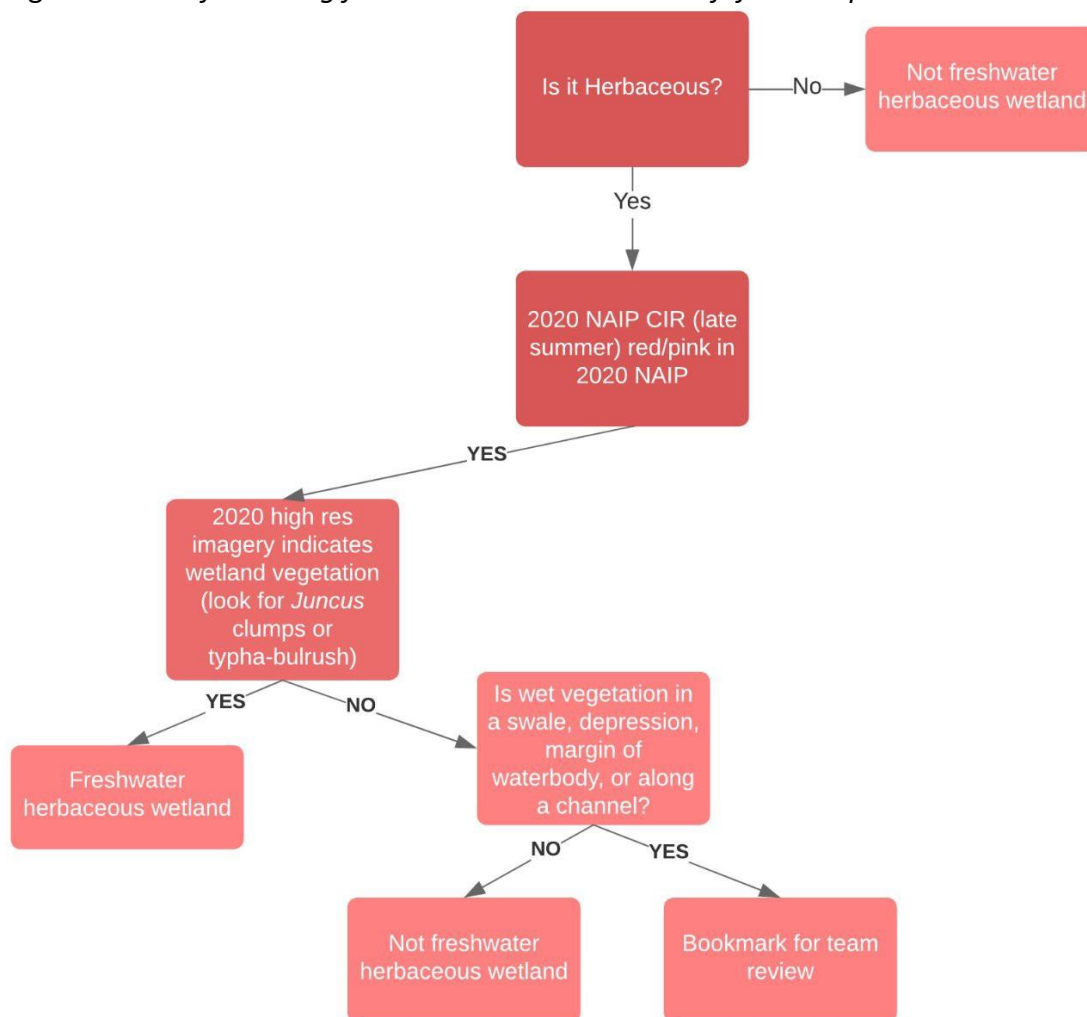 Is it Herbaceous?
No
Not freshwater
herbaceous wetland
Yes
2020 NAIP CIR (late
summer) red/pink in
2020 NAIP
YES
2020 high res
imagery indicates
wetland vegetation
(look for Juncus
clumps or
typha-bulrush)
YES
NO
Is wet vegetation in
a swale, depression,
margin of
waterbody, or along
a channel?
Freshwater
herbaceous wetland
NO
YES
Not freshwater
herbaceous wetland
Bookmark for team
review